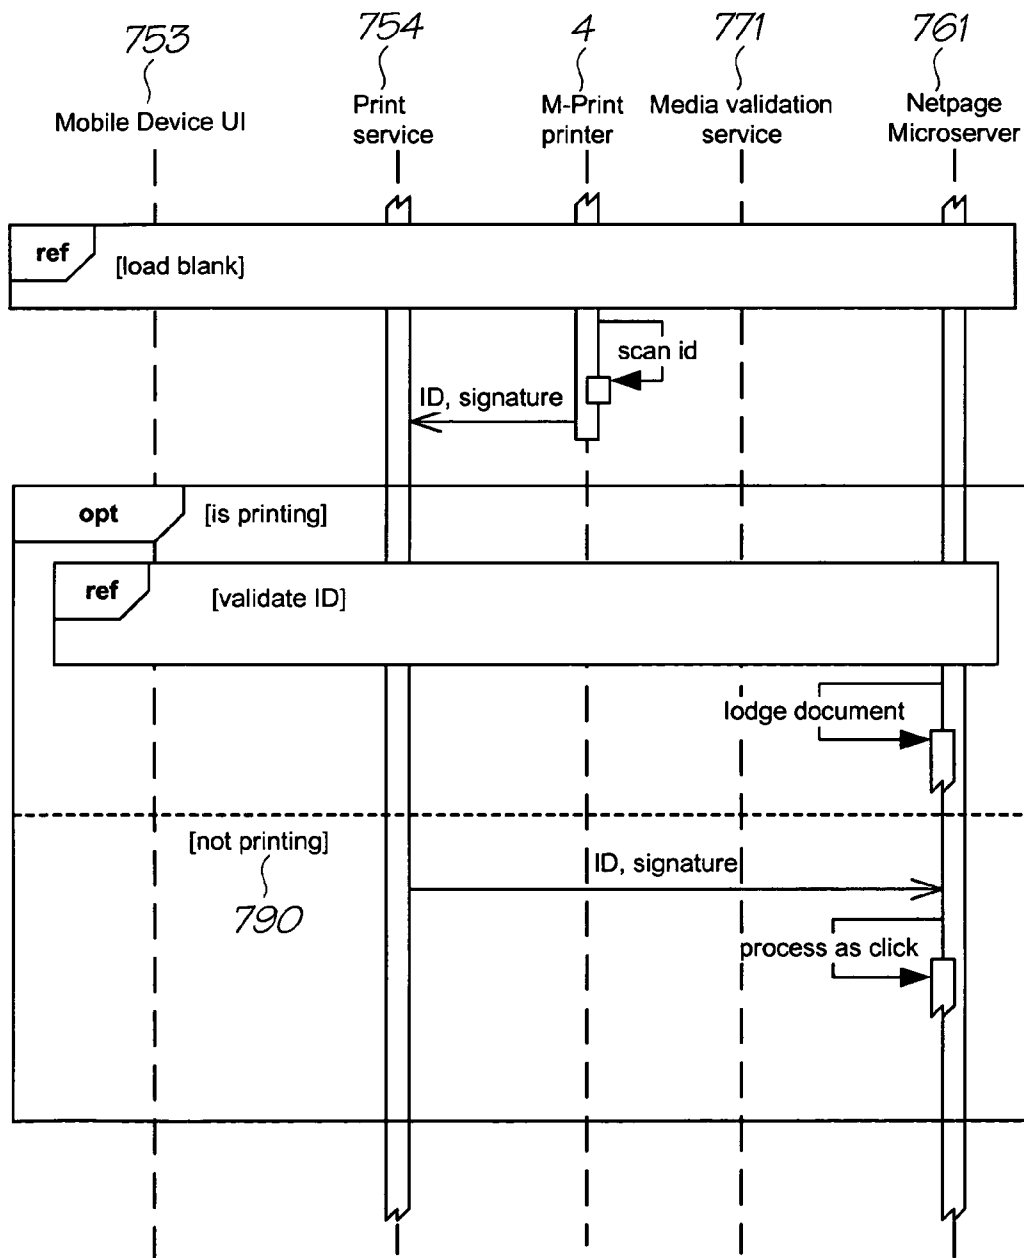 753
754
4
771
761
Mobile Device UI
Print
service
M-Print
printer
Media validation
service
Netpage
Microserver
ref
[load blank]
scan id
ID, signature
opt
[is printing]
ref
[validate ID]
lodge document
[not printing]
790
ID, signature
process as click